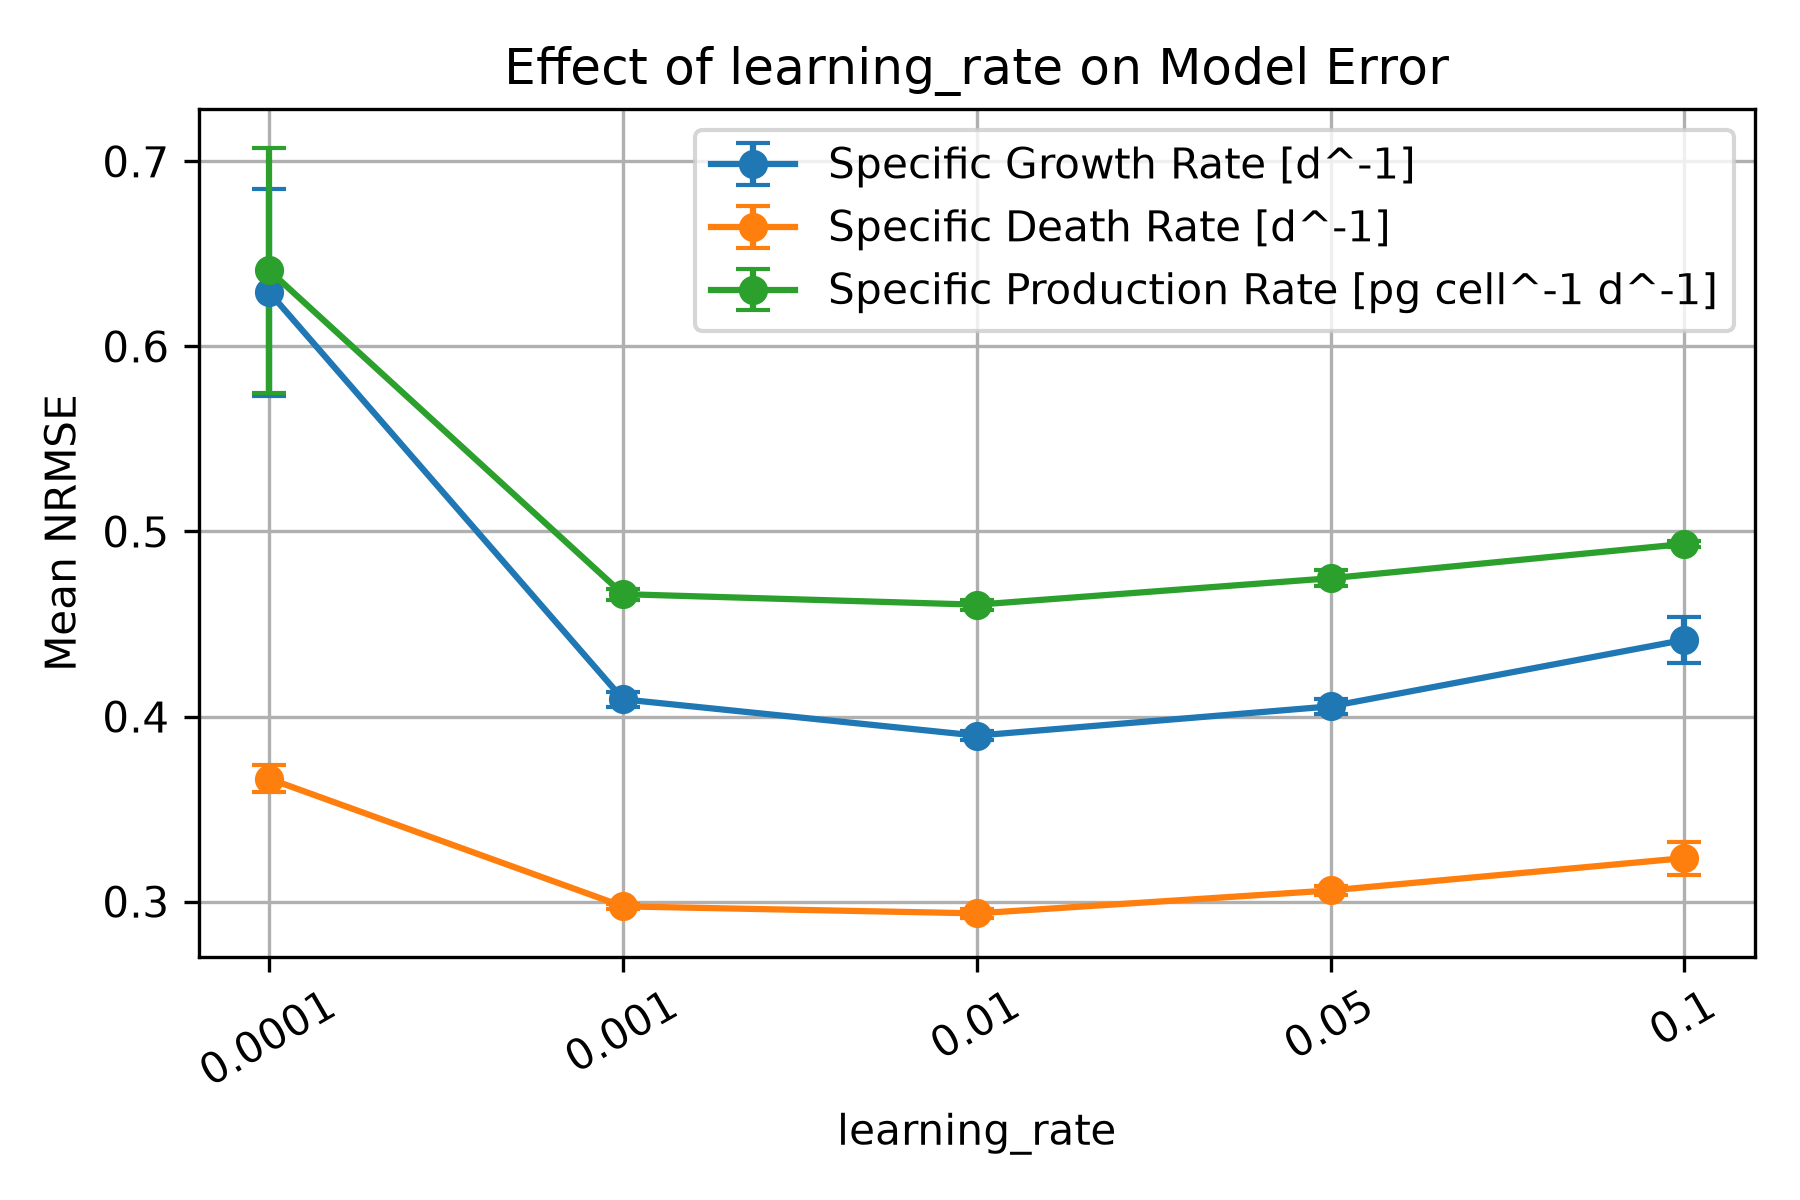 Effect of learning_rate on Model Error
Specific Growth Rate [d^-1]
Specific Death Rate [d^-1]
Specific Production Rate [pg cell^-1 d^-1]
Mean NRMSE
0.7
0.6
0.5
0.4
0.3
0.0001
0.001
0.01
0.05
0.1
learning_rate